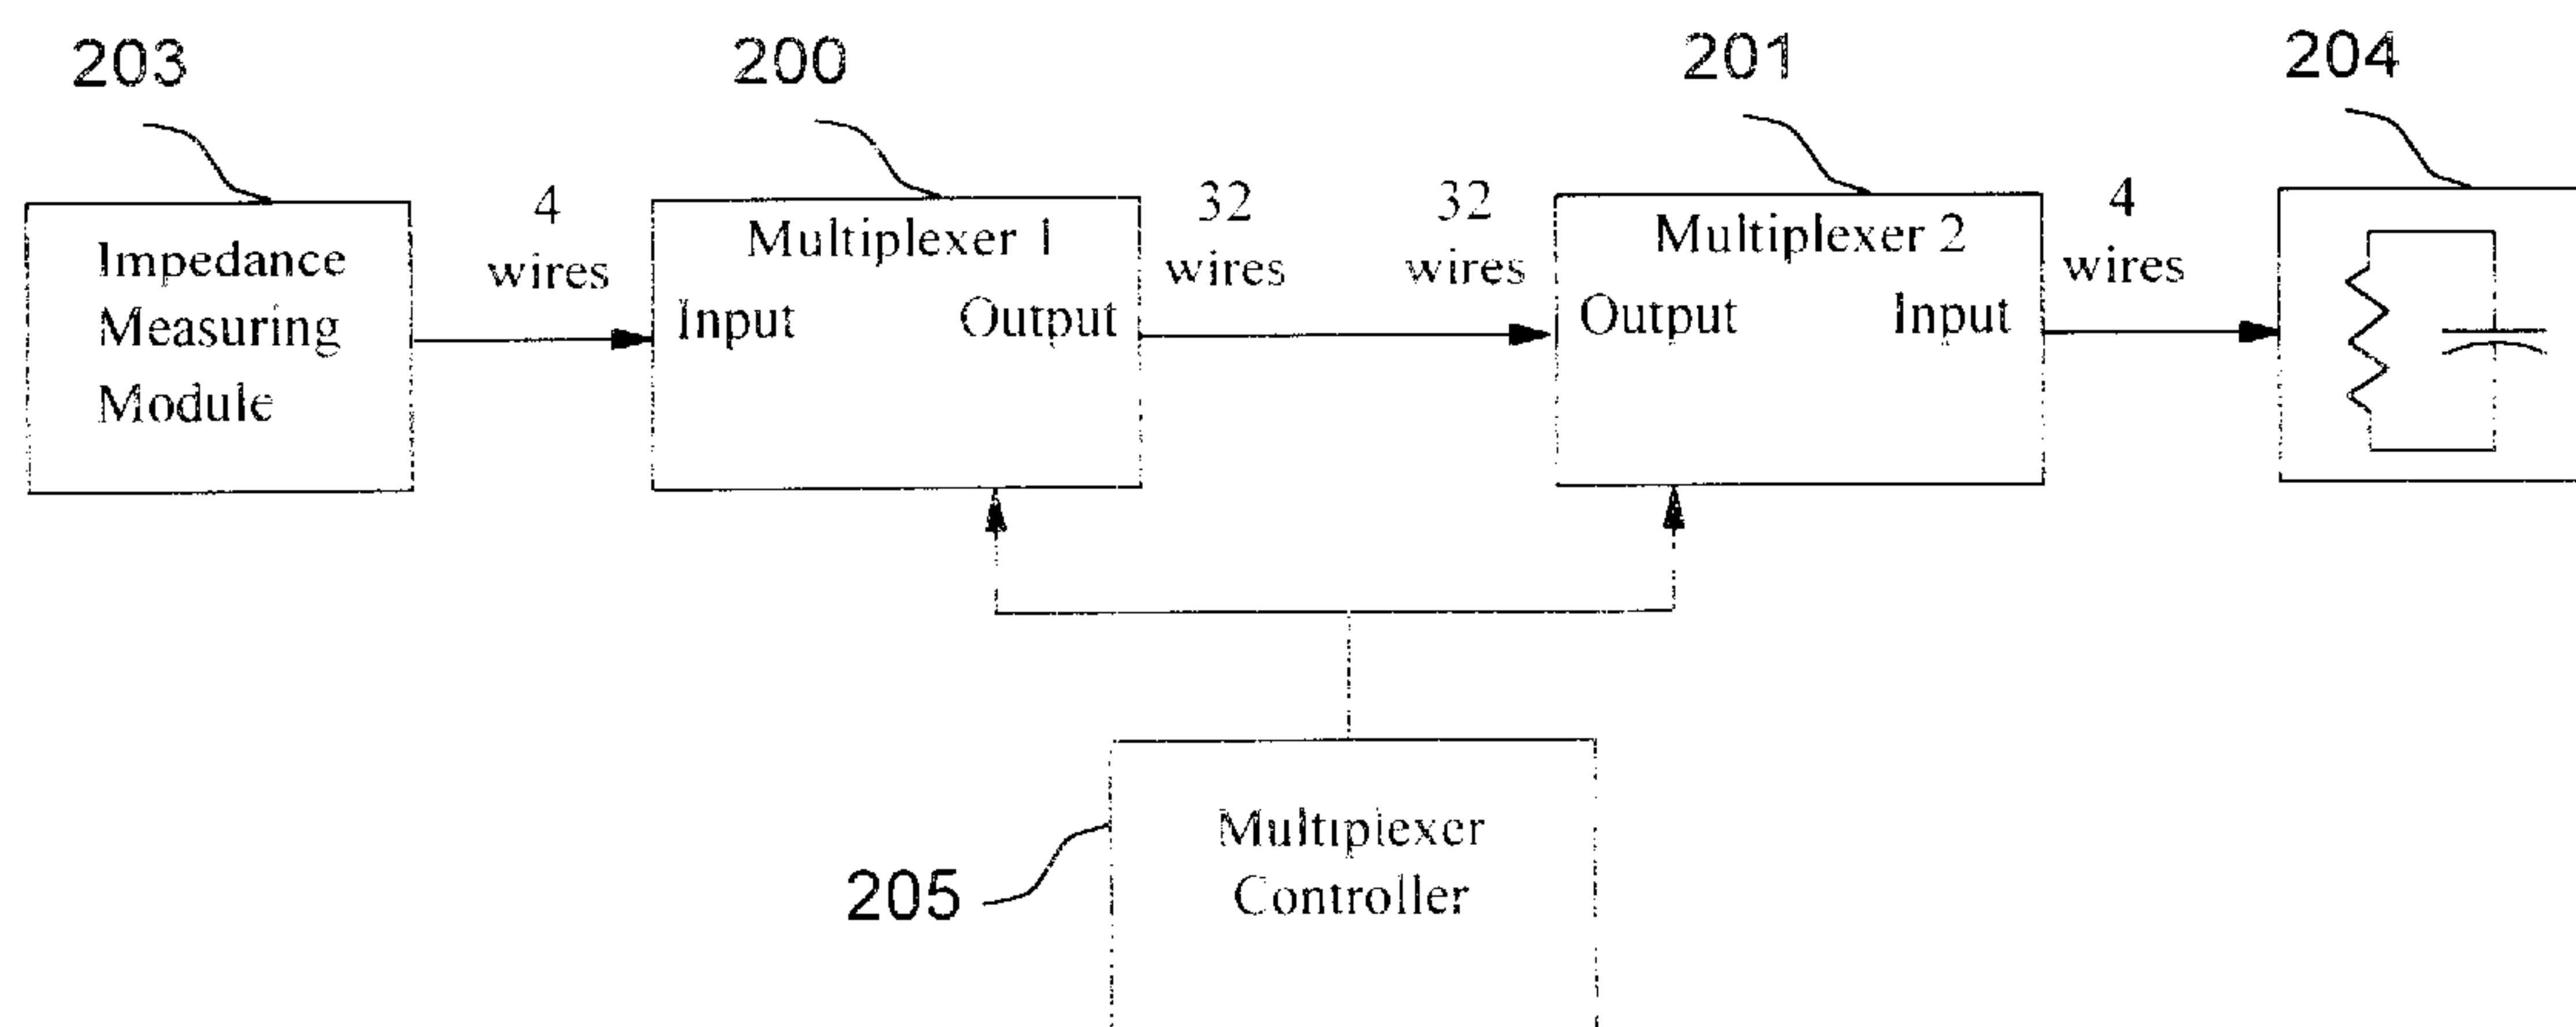 203
200
201
204
Impedance
Measuring
Module
4
wires
Multiplexer 1
Input Output
32
wires
32
wires
Multiplexer 2
Output Input
4
wires
205
Multiplexer
Controller